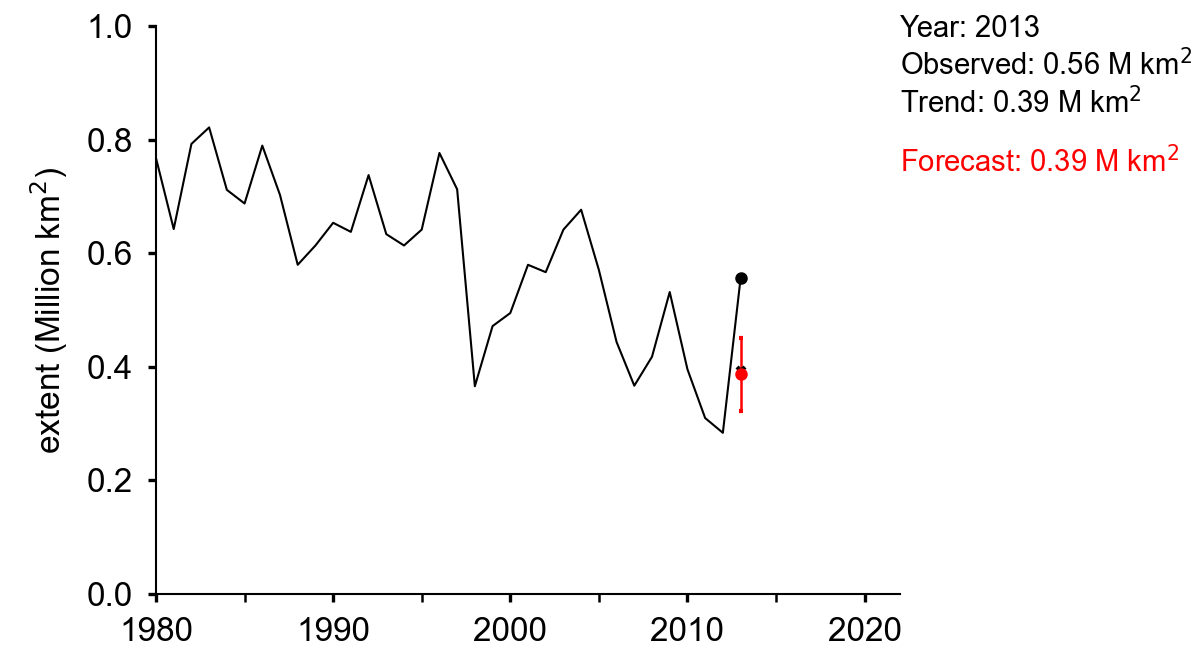 1.0
0.8
0.6
0.4
0.2
0.0
extent (Million km²)
1980
1990
2000
2010
2020
Year: 2013
Observed: 0.56 M km²
Trend: 0.39 M km²
Forecast: 0.39 M km²